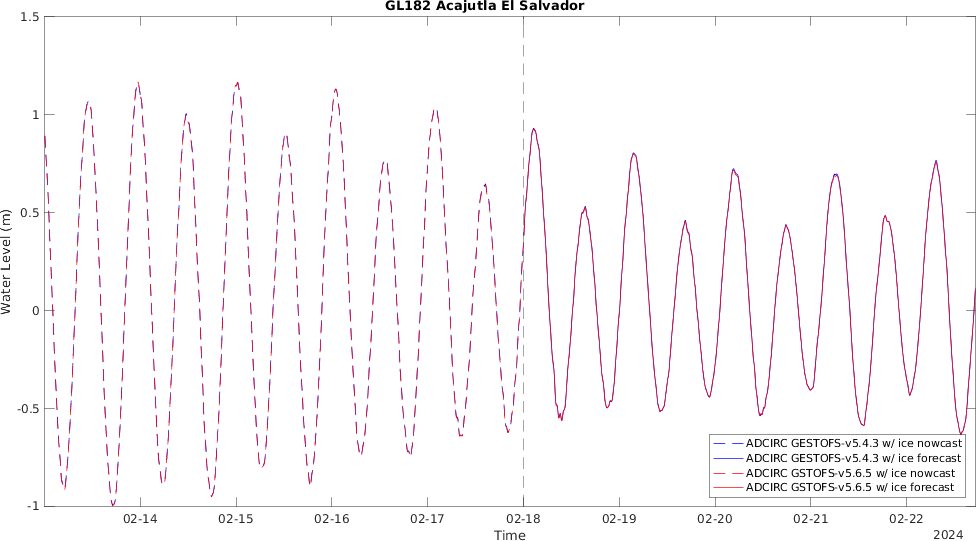 GL182 Acajutla El Salvador
1.5
1
0.5
0
-0.5
-1
Water Level (m)
ADCIRC GESTOFS-v5.4.3 w/ ice nowcast
ADCIRC GESTOFS-v5.4.3 w/ ice forecast
ADCIRC GSTOFS-v5.6.5 w/ ice nowcast
ADCIRC GSTOFS-v5.6.5 w/ ice forecast
02-14 02-15 02-16 02-17 02-18 02-19 02-20 02-21 02-22
Time
2024